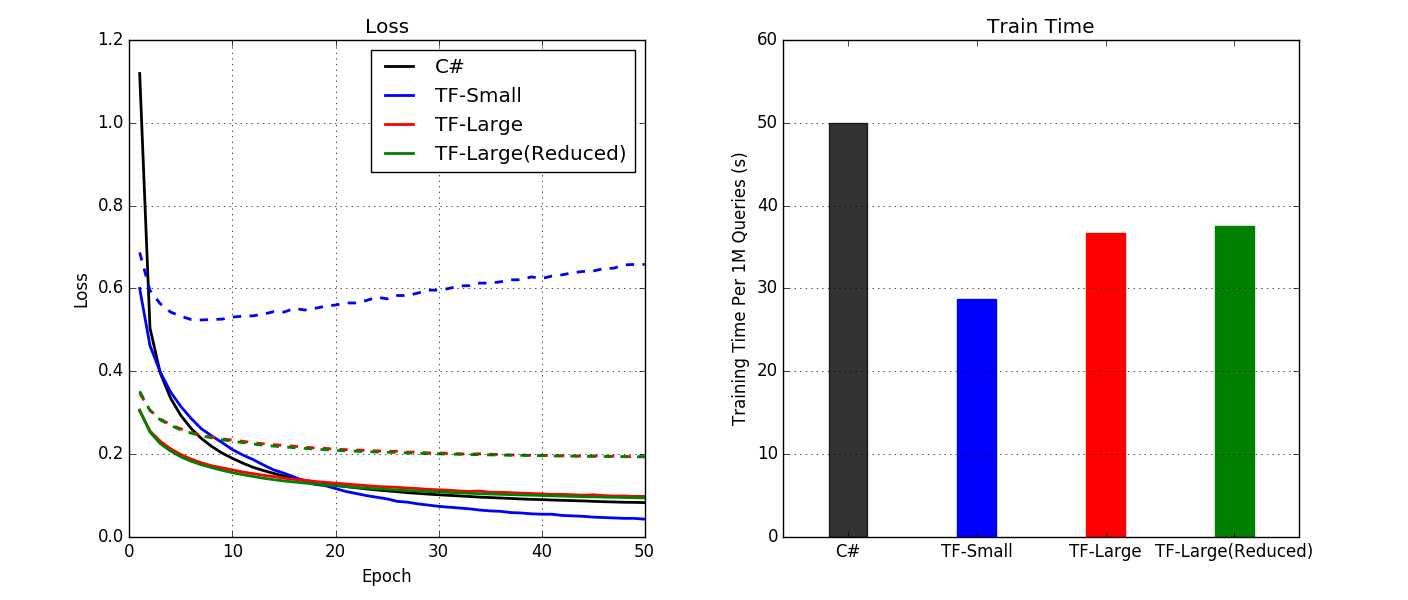 Loss
1.2
1.0
0.8
0.6
0.4
0.2
0.0
Loss
C#
TF-Small
TF-Large
TF-Large(Reduced)
0 10 20 30 40 50
Epoch
Train Time
60
50
40
30
20
10
0
Training Time Per 1M Queries (s)
C# TF-Small TF-Large TF-Large(Reduced)